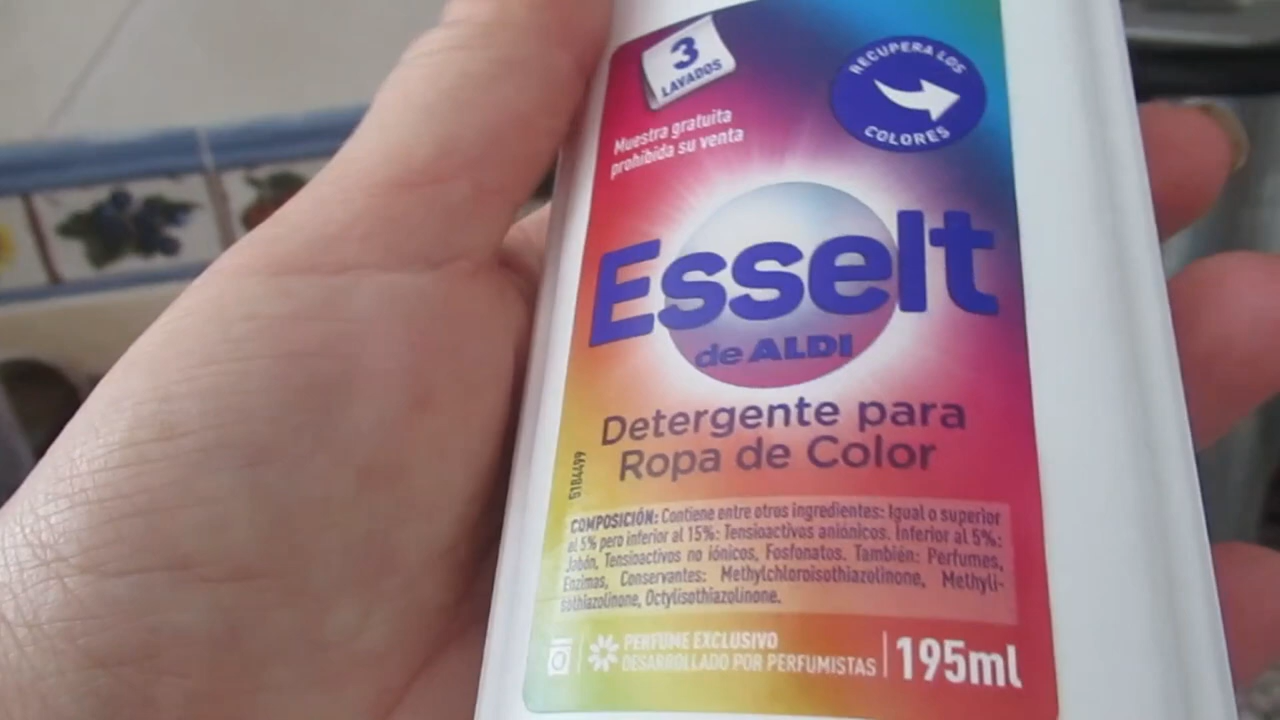 3
LAVADOS
RECUPERA LOS
COLORES
Muestra gratuita
prohibida su venta
Esselt
de ALDI
Detergente para
Ropa de Color
5184499
COMPOSICIÓN: Contiene entre otros ingredientes: Igual o superior
al 5% pero inferior al 15%: Tensioactivos aniónicos. Inferior al 5%:
Jabón, Tensioactivos no iónicos, Fosfonatos. También: Perfumes,
Enzimas, Conservantes: Methylchloroisothiazolinone, Methyli-
sothiazolinone, Octylisothiazolinone.
PERFUME EXCLUSIVO
DESARROLLADO POR PERFUMISTAS
195ml